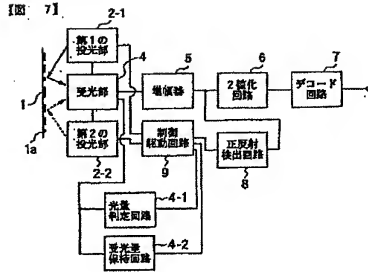 【図 7】
2-1
第1の
投光部
4
受光部
5
増幅器
6
2値化
回路
7
デコード
回路
1
1a
第2の
投光部
2-2
制御
駆動回路
9
正反射
検出回路
8
光量
判定回路
4-1
受光量
保持回路
4-2